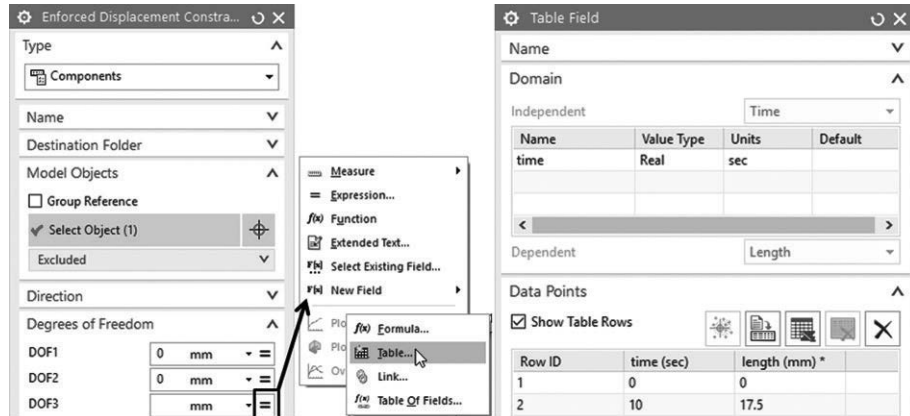 Enforced Displacement Constra...
Type
Components
Name
Destination Folder
Model Objects
Group Reference
Select Object (1)
Excluded
Direction
Degrees of Freedom
DOF1 0 mm =
DOF2 0 mm =
DOF3 mm =
Measure
= Expression...
f(x) Function
Extended Text...
Select Existing Field...
New Field
Plo
Plo
Ov
f(x) Formula...
Table...
Link...
Table Of Fields...
Table Field
Name
Domain
Independent Time
Name Value Type Units Default
time Real sec
Dependent Length
Data Points
Show Table Rows
Row ID time (sec) length (mm) *
1 0 0
2 10 17.5